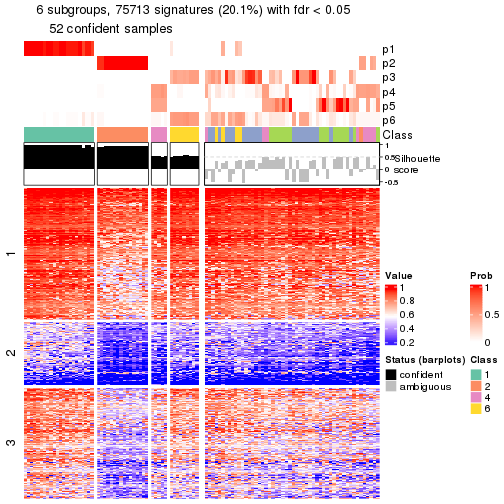 6 subgroups, 75713 signatures (20.1%) with fdr < 0.05
52 confident samples
p1
p2
p3
p4
p5
p6
Class
1
0.5
0
-0.5
Silhouette
score
1
2
3
Value
1
0.8
0.6
0.4
0.2
Prob
1
0.5
0
Status (barplots)
confident
ambiguous
Class
1
2
4
6